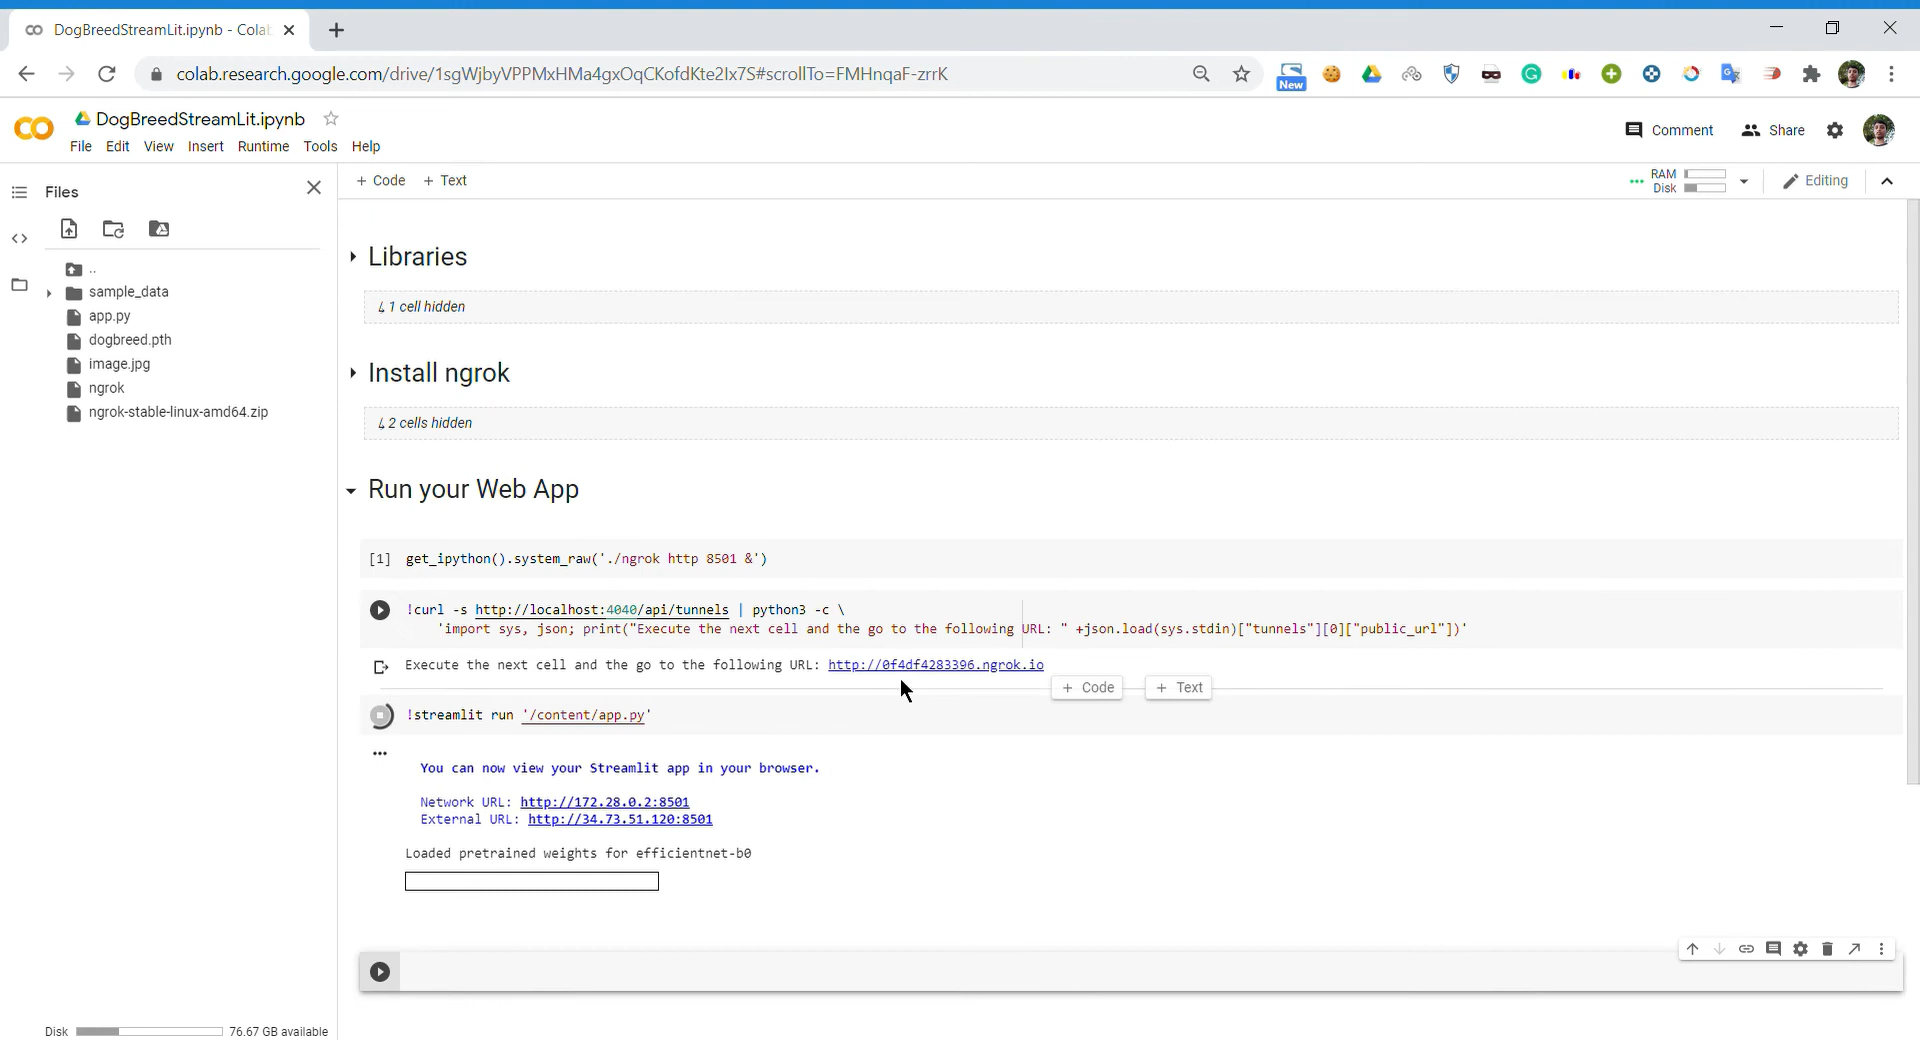 DogBreedStreamLit.ipynb - Cola
colab.research.google.com/drive/1sgWjbyVPPMxHMa4gxOqCKofdKte2Ix7S#scrollTo=FMHnqaF-zrrK
New
DogBreedStreamLit.ipynb
File Edit View Insert Runtime Tools Help
Comment Share
Files
+ Code + Text
RAM
Disk
Editing
..
sample_data
app.py
dogbreed.pth
image.jpg
ngrok
ngrok-stable-linux-amd64.zip
Libraries
↳ 1 cell hidden
Install ngrok
↳ 2 cells hidden
Run your Web App
[1] get_ipython().system_raw('./ngrok http 8501 &')
!curl -s http://localhost:4040/api/tunnels | python3 -c \
'import sys, json; print("Execute the next cell and the go to the following URL: " +json.load(sys.stdin)["tunnels"][0]["public_url"])'
Execute the next cell and the go to the following URL: http://0f4df4283396.ngrok.io
+ Code + Text
!streamlit run '/content/app.py'
You can now view your Streamlit app in your browser.
Network URL: http://172.28.0.2:8501
External URL: http://34.73.51.120:8501
Loaded pretrained weights for efficientnet-b0
Disk 76.67 GB available